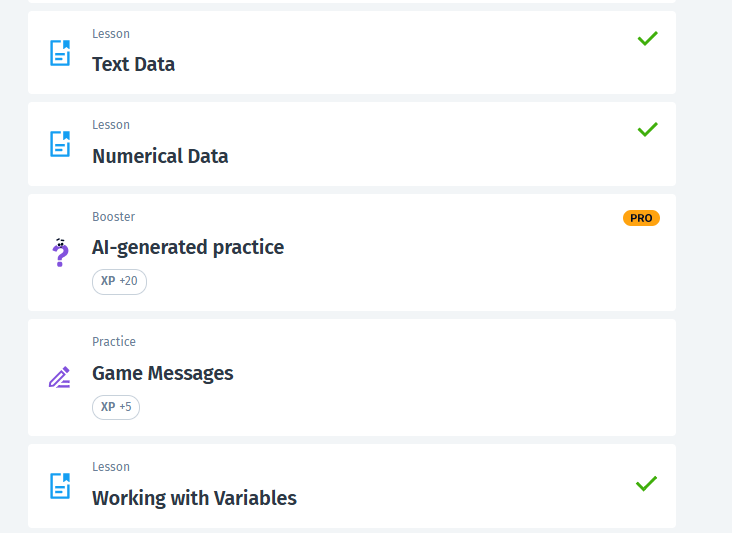 Lesson
Text Data
Lesson
Numerical Data
Booster
PRO
AI-generated practice
XP +20
Practice
Game Messages
XP +5
Lesson
Working with Variables